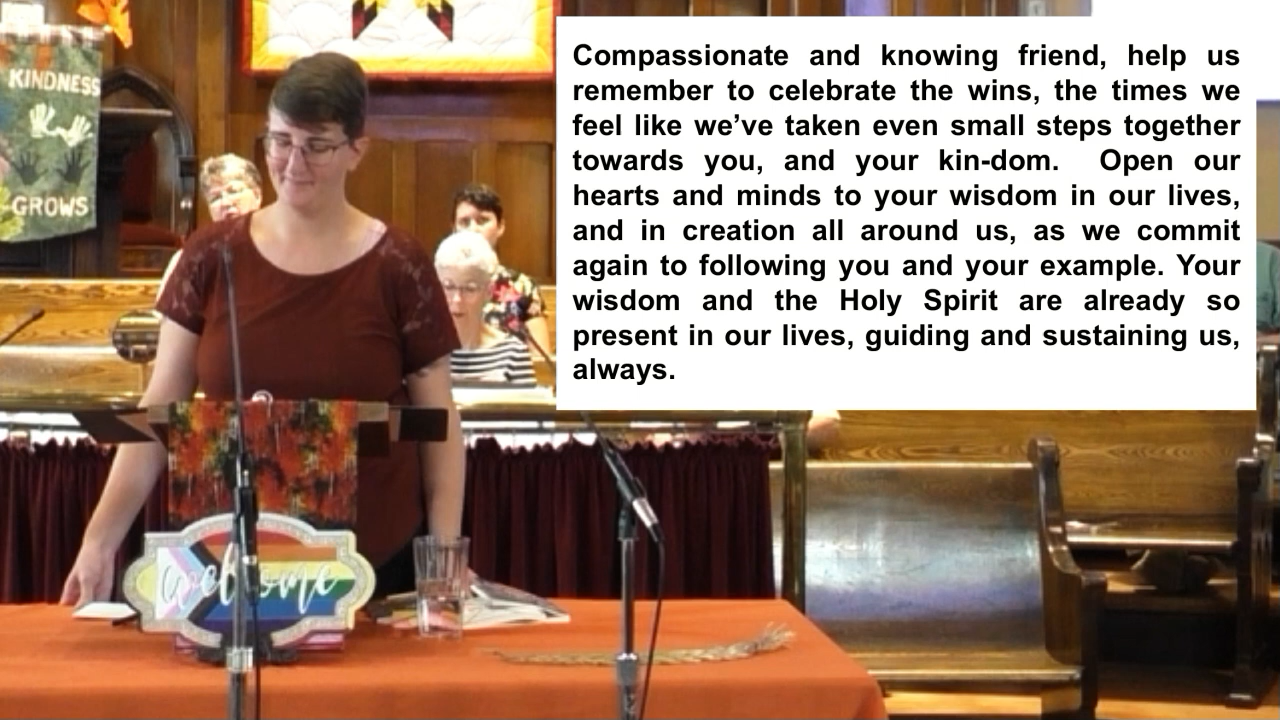 KINDNESS
GROWS
Compassionate and knowing friend, help us
remember to celebrate the wins, the times we
feel like we’ve taken even small steps together
towards you, and your kin-dom. Open our
hearts and minds to your wisdom in our lives,
and in creation all around us, as we commit
again to following you and your example. Your
wisdom and the Holy Spirit are already so
present in our lives, guiding and sustaining us,
always.
welcome